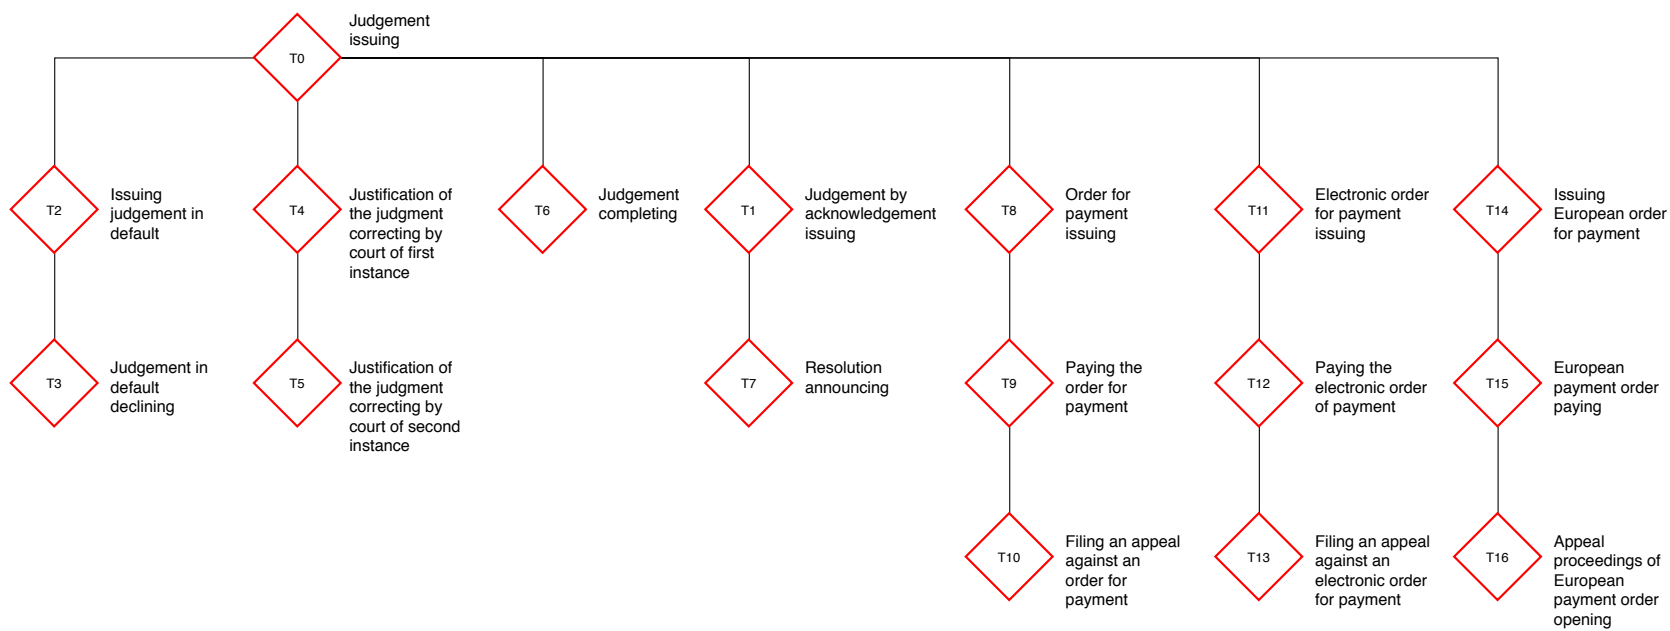 T0
Judgement
issuing
T2
Issuing
judgement in
default
T4
Justification of
the judgment
correcting by
court of first
instance
T6
Judgement
completing
T1
Judgement by
acknowledgement
issuing
T8
Order for
payment
issuing
T11
Electronic order
for payment
issuing
T14
Issuing
European order
for payment
T3
Judgement in
default
declining
T5
Justification of
the judgment
correcting by
court of second
instance
T7
Resolution
announcing
T9
Paying the
order for
payment
T12
Paying the
electronic order
of payment
T15
European
payment order
paying
T10
Filing an appeal
against an
order for
payment
T13
Filing an appeal
against an
electronic order
for payment
T16
Appeal
proceedings of
European
payment order
opening